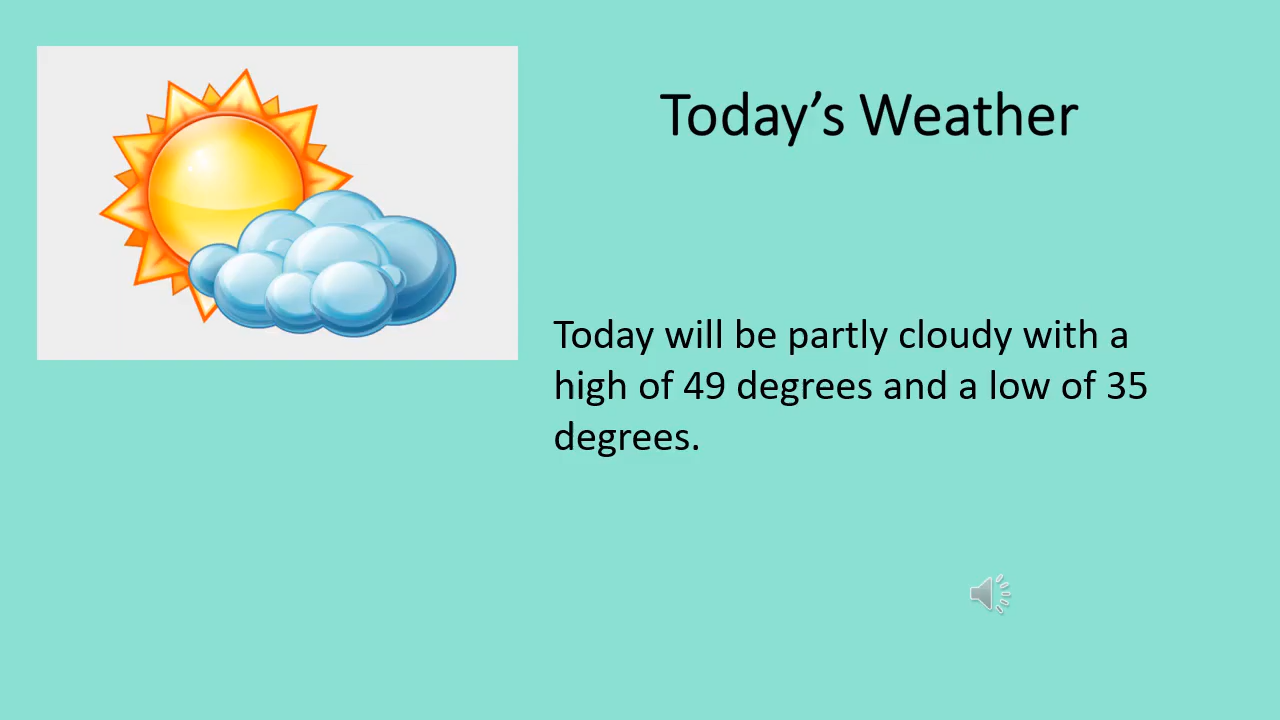 Today’s Weather
Today will be partly cloudy with a
high of 49 degrees and a low of 35
degrees.